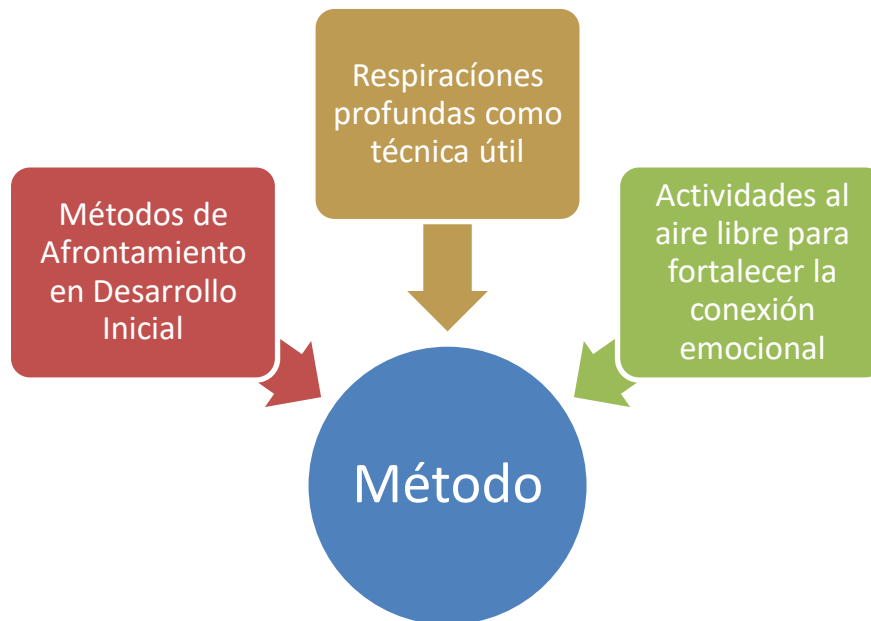 Métodos de
Afrontamiento
en Desarrollo
Inicial
Respiracíones
profundas como
técnica útil
Actividades al
aire libre para
fortalecer la
conexión
emocional
Método